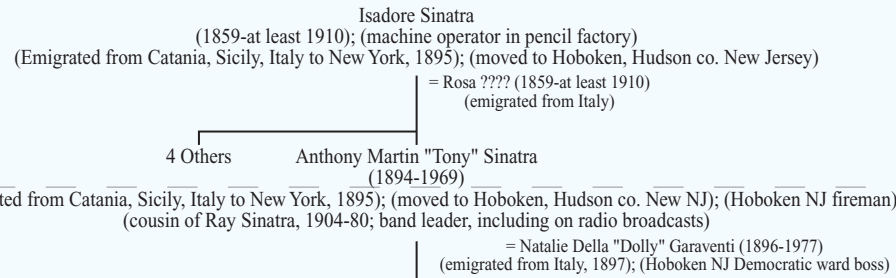 Isadore Sinatra
(1859-at least 1910); (machine operator in pencil factory)
(Emigrated from Catania, Sicily, Italy to New York, 1895); (moved to Hoboken, Hudson co. New Jersey)
= Rosa ???? (1859-at least 1910)
(emigrated from Italy)
4 Others Anthony Martin "Tony" Sinatra
(1894-1969)
from Catania, Sicily, Italy to New York, 1895); (moved to Hoboken, Hudson co. New NJ); (Hoboken NJ fireman)
(cousin of Ray Sinatra, 1904-80; band leader, including on radio broadcasts)
= Natalie Della "Dolly" Garaventi (1896-1977)
(emigrated from Italy, 1897); (Hoboken NJ Democratic ward boss)